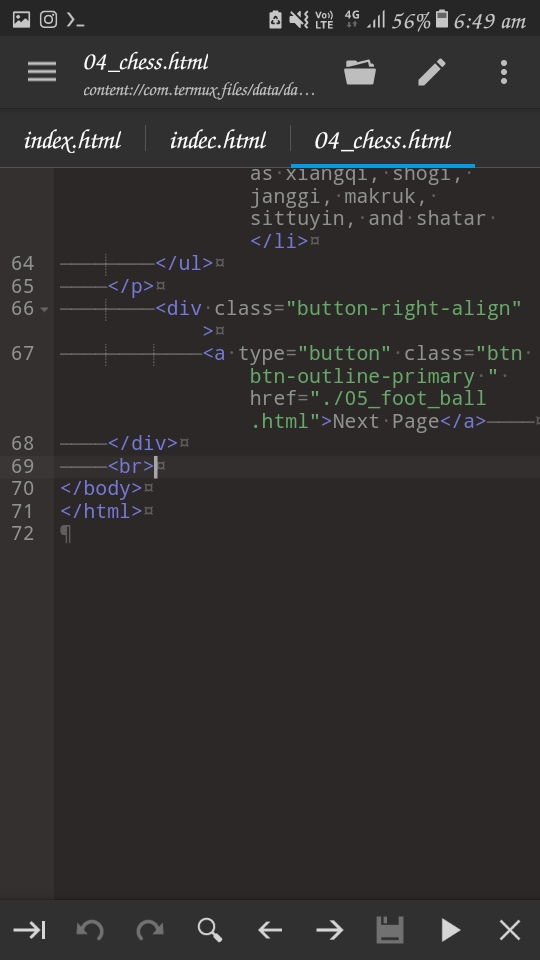 Vo)) LTE 4G 56% 6:49 am
04_chess.html
content://com.termux.files/data/da…
index.html indec.html 04_chess.html
as xiangqi, shogi,
janggi, makruk,
sittuyin, and shatar
</li>
64 </ul>
65 </p>
66 <div class="button-right-align"
>
67 <a type="button" class="btn
btn-outline-primary "
href="./05_foot_ball
.html">Next Page</a>
68 </div>
69 <br>
70 </body>
71 </html>
72